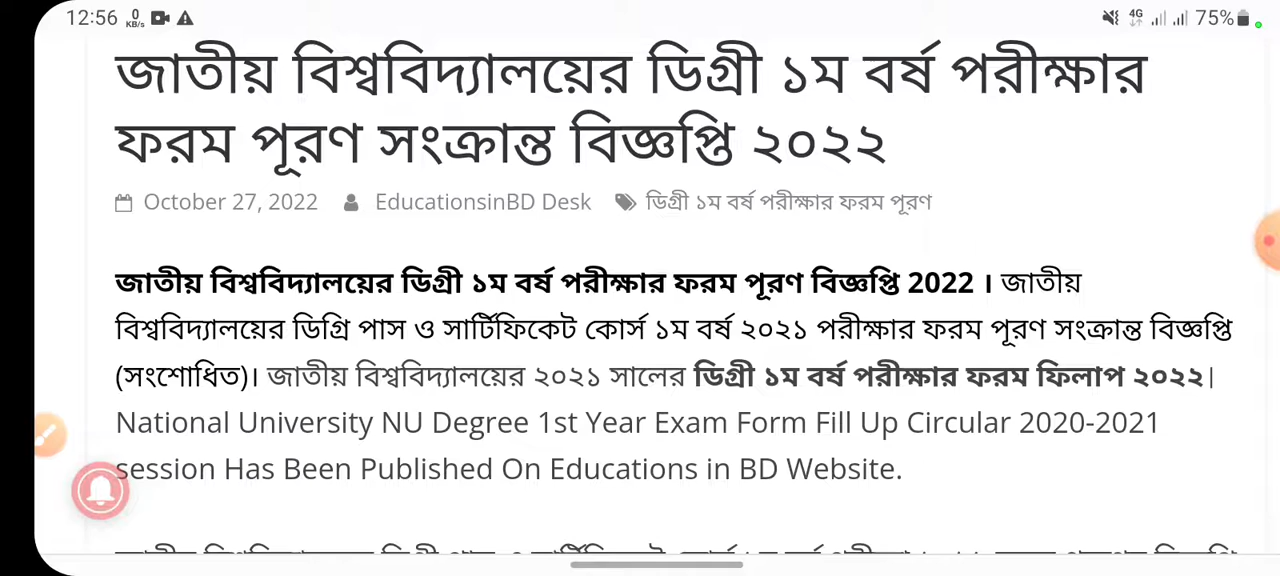 12:56 0 KB/s 4G 75%
জাতীয় বিশ্ববিদ্যালয়ের ডিগ্রী ১ম বর্ষ পরীক্ষার
ফরম পূরণ সংক্রান্ত বিজ্ঞপ্তি ২০২২
October 27, 2022 EducationsinBD Desk ডিগ্রী ১ম বর্ষ পরীক্ষার ফরম পূরণ
জাতীয় বিশ্ববিদ্যালয়ের ডিগ্রী ১ম বর্ষ পরীক্ষার ফরম পূরণ বিজ্ঞপ্তি 2022 । জাতীয়
বিশ্ববিদ্যালয়ের ডিগ্রি পাস ও সার্টিফিকেট কোর্স ১ম বর্ষ ২০২১ পরীক্ষার ফরম পূরণ সংক্রান্ত বিজ্ঞপ্তি
(সংশোধিত)। জাতীয় বিশ্ববিদ্যালয়ের ২০২১ সালের ডিগ্রী ১ম বর্ষ পরীক্ষার ফরম ফিলাপ ২০২২|
National University NU Degree 1st Year Exam Form Fill Up Circular 2020-2021
session Has Been Published On Educations in BD Website.